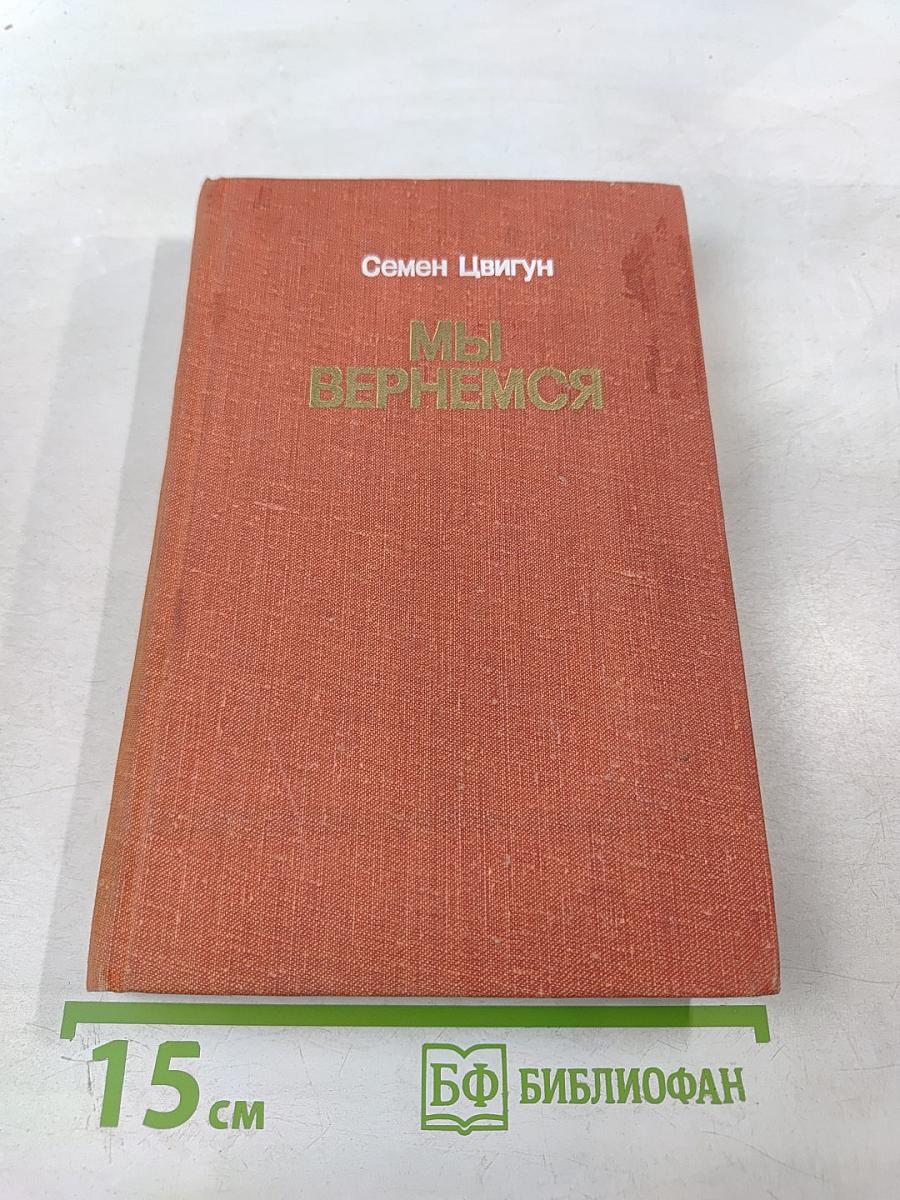 Семен Цвигун
МЫ
ВЕРНЕМСЯ
15 см
БФ БИБЛИОФАН